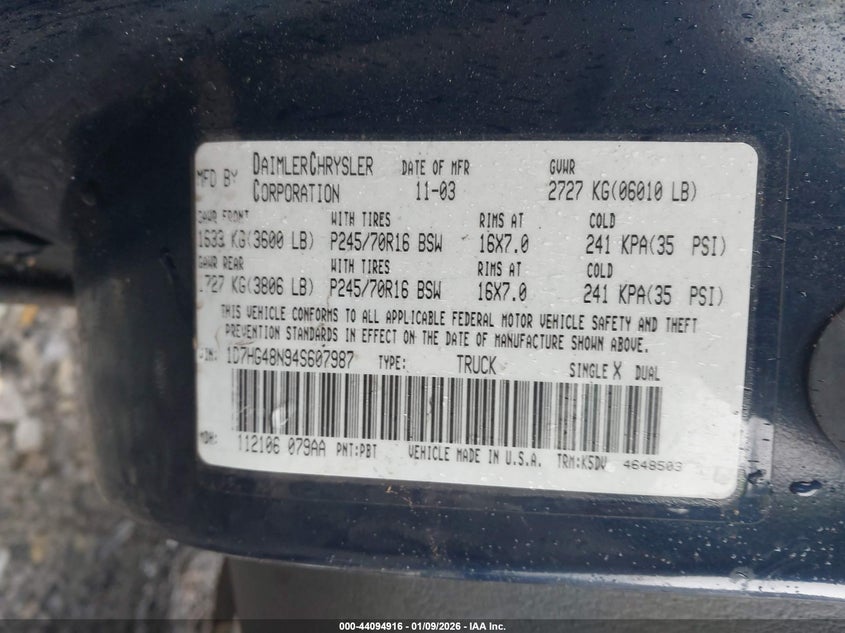 MFD BY DAIMLERCHRYSLER CORPORATION DATE OF MFR 11-03 GVWR 2727 KG(06010 LB)
GAWR FRONT WITH TIRES RIMS AT COLD
1633 KG(3600 LB) P245/70R16 BSW 16X7.0 241 KPA(35 PSI)
GAWR REAR WITH TIRES RIMS AT COLD
1727 KG(3806 LB) P245/70R16 BSW 16X7.0 241 KPA(35 PSI)
THIS VEHICLE CONFORMS TO ALL APPLICABLE FEDERAL MOTOR VEHICLE SAFETY AND THEFT
PREVENTION STANDARDS IN EFFECT ON THE DATE OF MANUFACTURE SHOWN ABOVE.
VIN: 1D7HG48N94S607987 TYPE: TRUCK SINGLE X DUAL
MDH: 112106 079AA PNT:PBT VEHICLE MADE IN U.S.A. TRM:K5DV 4648503
000-44094916 - 01/09/2026 - IAA Inc.